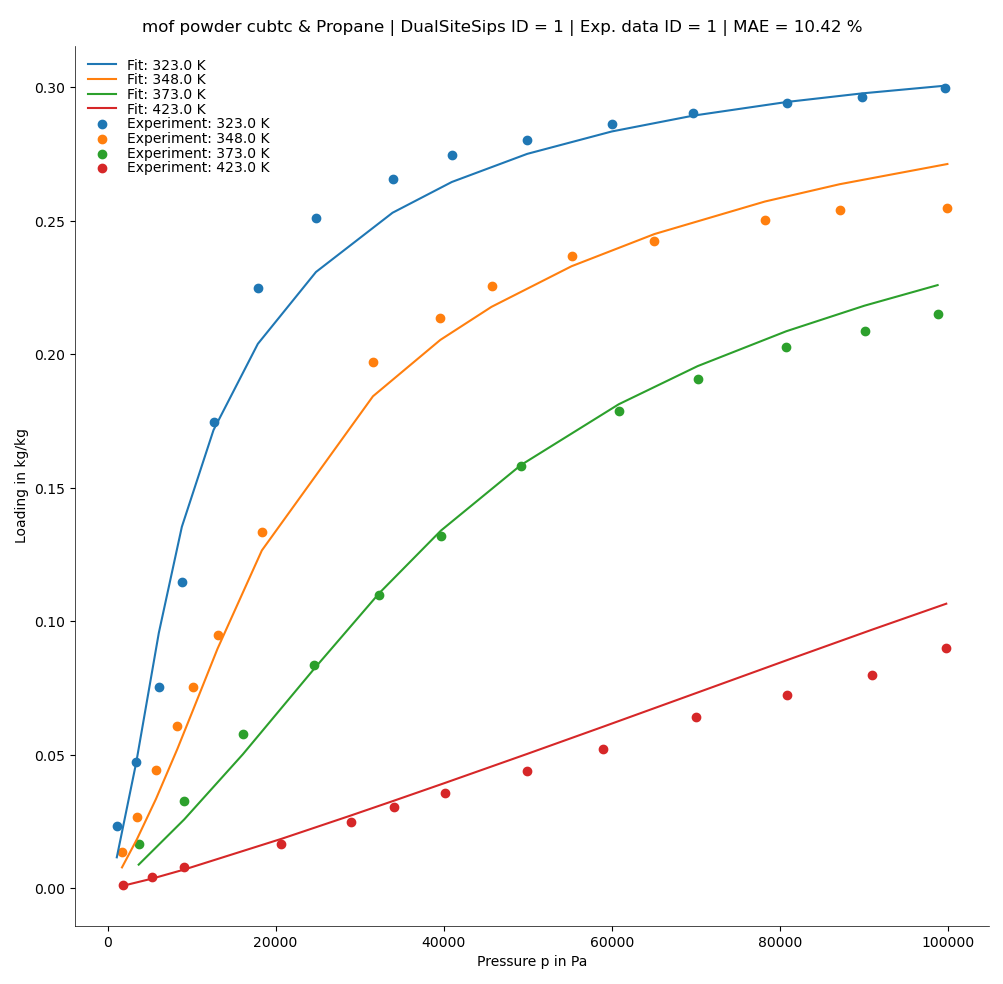 mof powder cubtc & Propane | DualSiteSips ID = 1 | Exp. data ID = 1 | MAE = 10.42 %
Fit: 323.0 K
Fit: 348.0 K
Fit: 373.0 K
Fit: 423.0 K
Experiment: 323.0 K
Experiment: 348.0 K
Experiment: 373.0 K
Experiment: 423.0 K
Loading in kg/kg
0.30
0.25
0.20
0.15
0.10
0.05
0.00
0 20000 40000 60000 80000 100000
Pressure p in Pa